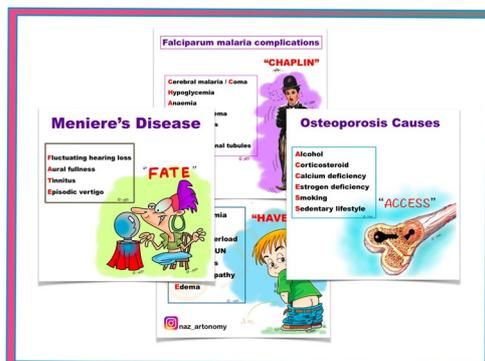 Falciparum malaria complications
"CHAPLIN"
Cerebral malaria / Coma
Hypoglycemia
Anaemia
Meniere's Disease
Fluctuating hearing loss
Aural fullness
Tinnitus
Episodic vertigo
"FATE"
Osteoporosis Causes
Alcohol
Corticosteroid
Calcium deficiency
Estrogen deficiency
Smoking
Sedentary lifestyle
"ACCESS"
"HAVE
Edema
naz_artonomy